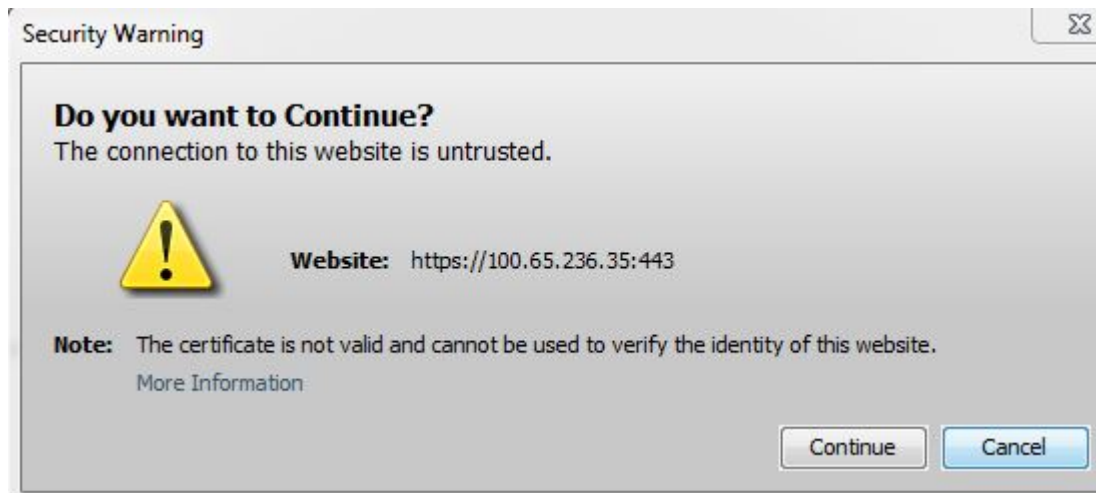 Security Warning
Do you want to Continue?
The connection to this website is untrusted.
Website: https://100.65.236.35:443
Note: The certificate is not valid and cannot be used to verify the identity of this website.
More Information
Continue Cancel